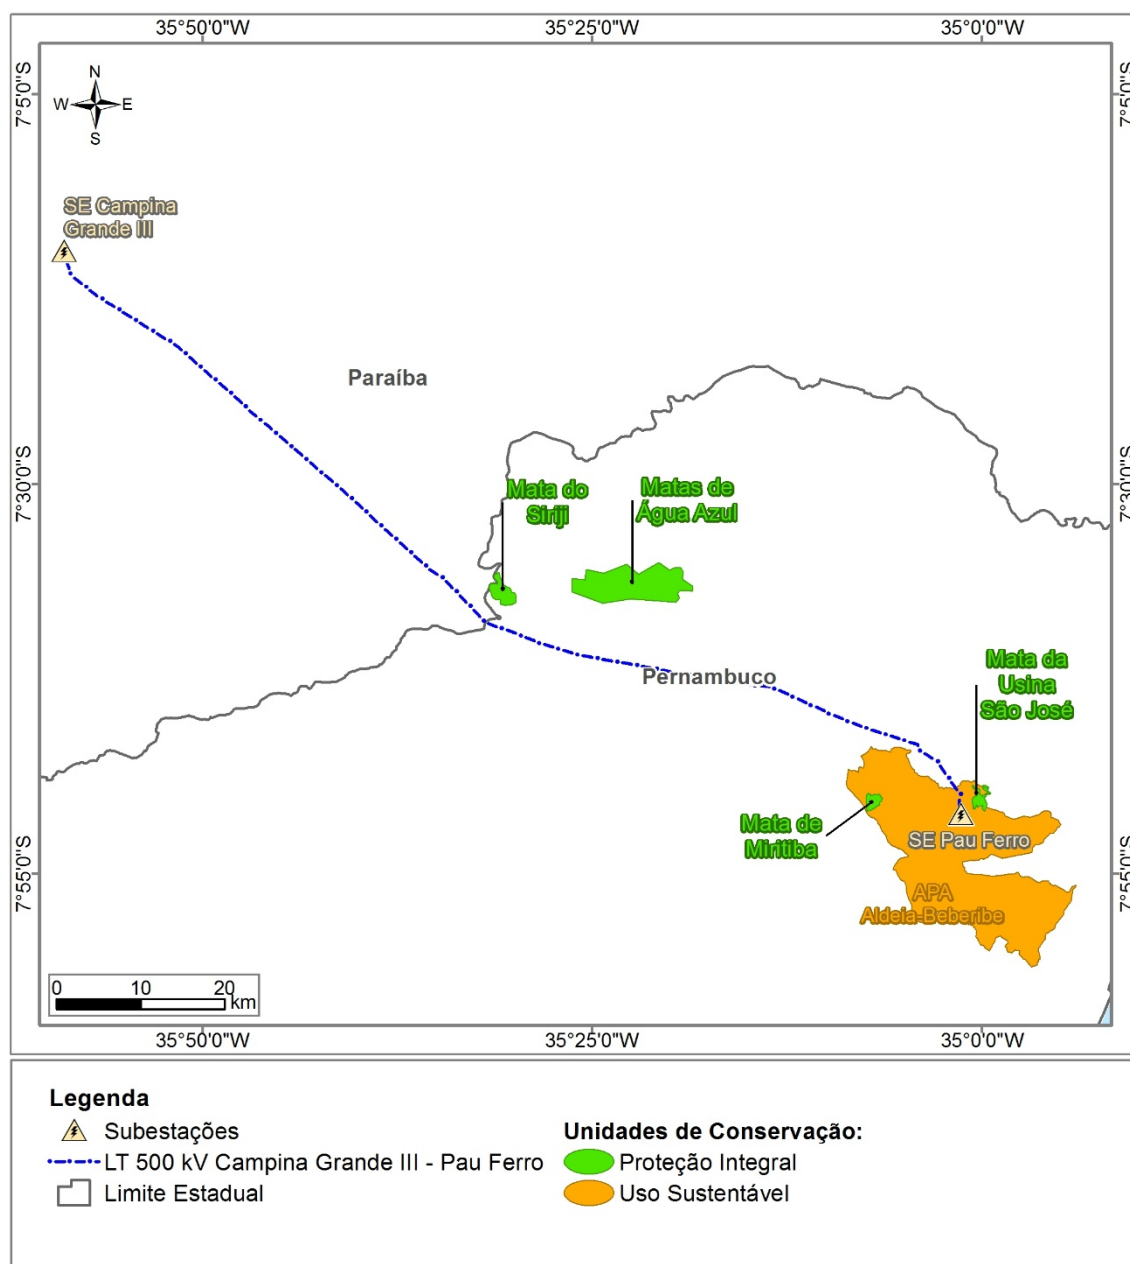 35°50'0"W 35°25'0"W 35°0'0"W
7°5'0"S 7°5'0"S
N
W E
S
SE Campina
Grande III
Paraíba
7°30'0"S 7°30'0"S
Mata do
Siriji
Matas de
Água Azul
Mata da
Usina
São José
Pernambuco
Mata de
Miritiba
SE Pau Ferro
7°55'0"S 7°55'0"S
APA
Aldeia-Beberibe
0 10 20
km
35°50'0"W 35°25'0"W 35°0'0"W
Legenda
Subestações
LT 500 kV Campina Grande III - Pau Ferro
Limite Estadual
Unidades de Conservação:
Proteção Integral
Uso Sustentável